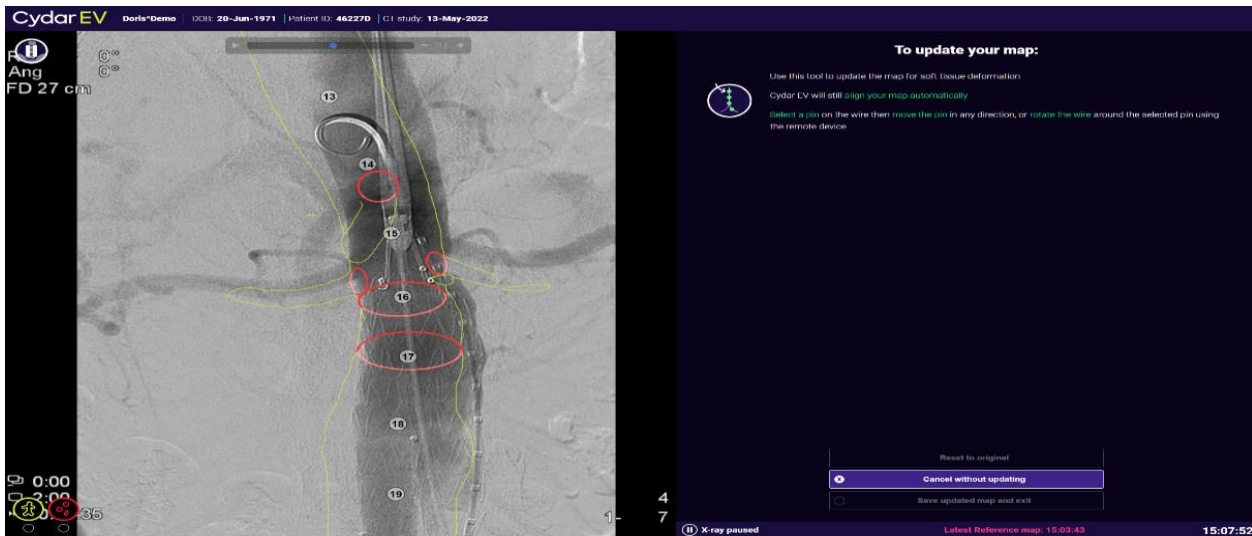 Cydar EV Doris^Demo DOB: 20-Jun-1971 Patient ID: 46227D CT study: 13-May-2022
0°
Ang 0°
FD 27 cm
13
14
15
16
17
18
19
0:00
2:00
35
4
1- 7
To update your map:
Use this tool to update the map for soft tissue deformation
Cydar EV will still align your map automatically
Select a pin on the wire then move the pin in any direction, or rotate the wire around the selected pin using
the remote device
Reset to original
Cancel without updating
Save updated map and exit
X-ray paused Latest Reference map: 15:03:43 15:07:52